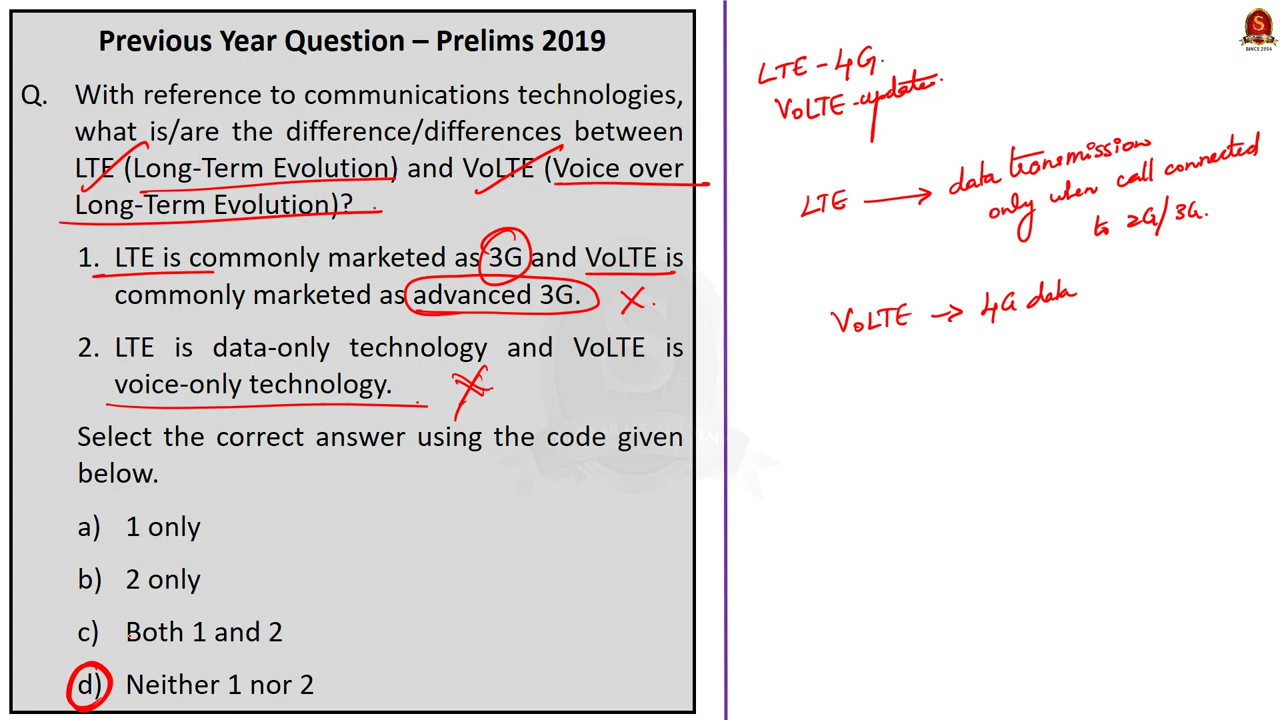 Previous Year Question – Prelims 2019
Q. With reference to communications technologies,
what is/are the difference/differences between
LTE (Long-Term Evolution) and VoLTE (Voice over
Long-Term Evolution)?
1. LTE is commonly marketed as 3G and VoLTE is
commonly marketed as advanced 3G.
2. LTE is data-only technology and VoLTE is
voice-only technology.
Select the correct answer using the code given
below.
a) 1 only
b) 2 only
c) Both 1 and 2
d) Neither 1 nor 2
LTE - 4G.
VoLTE - update.
LTE → data transmission
only when call connected
to 2G/3G.
VoLTE → 4G data
S
SINCE 2004